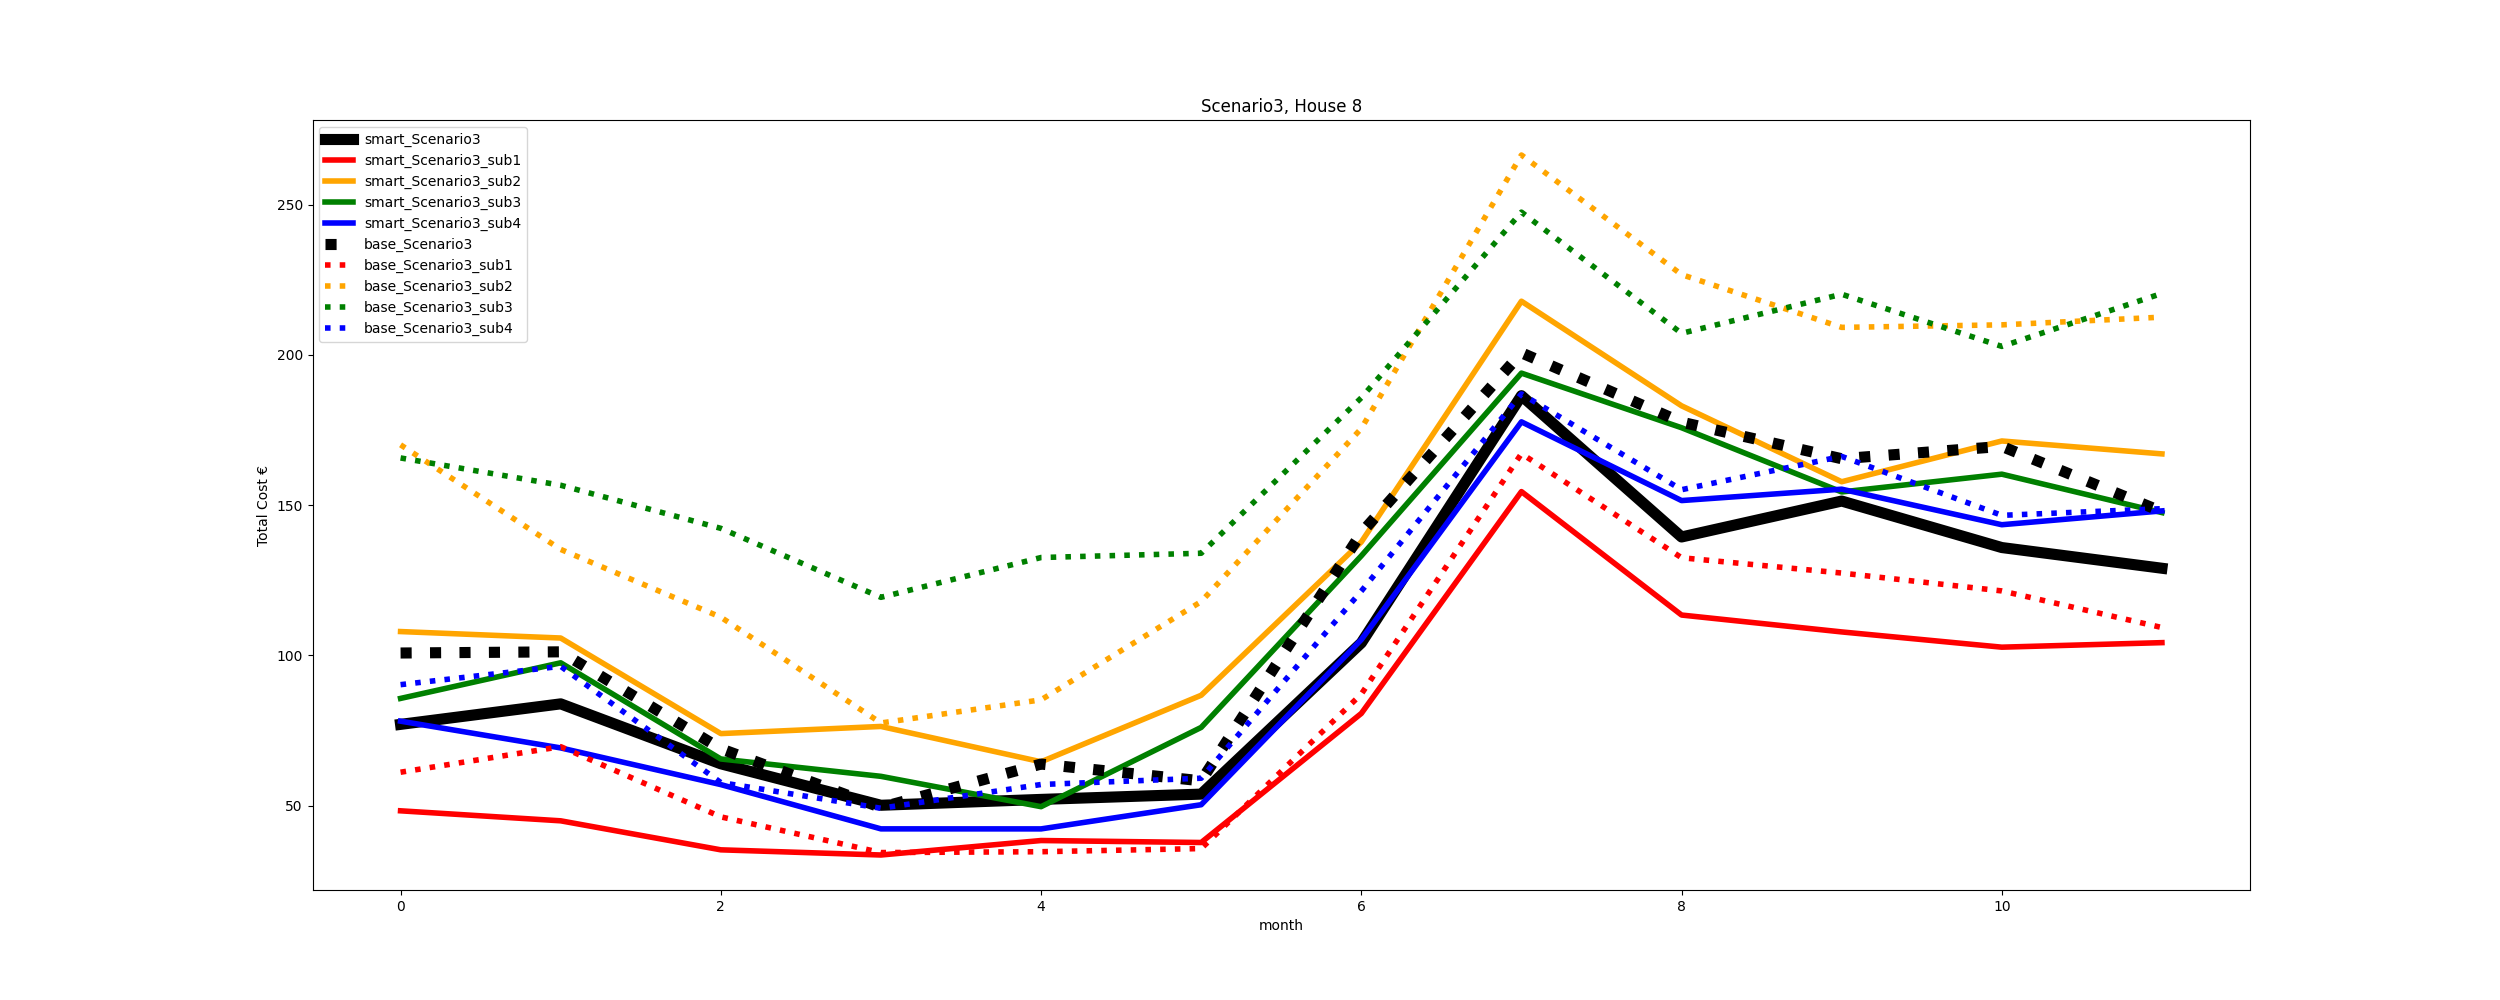 Scenario3, House 8
smart_Scenario3
smart_Scenario3_sub1
smart_Scenario3_sub2
smart_Scenario3_sub3
smart_Scenario3_sub4
base_Scenario3
base_Scenario3_sub1
base_Scenario3_sub2
base_Scenario3_sub3
base_Scenario3_sub4
250
200
150
100
50
Total Cost €
0 2 4 6 8 10
month